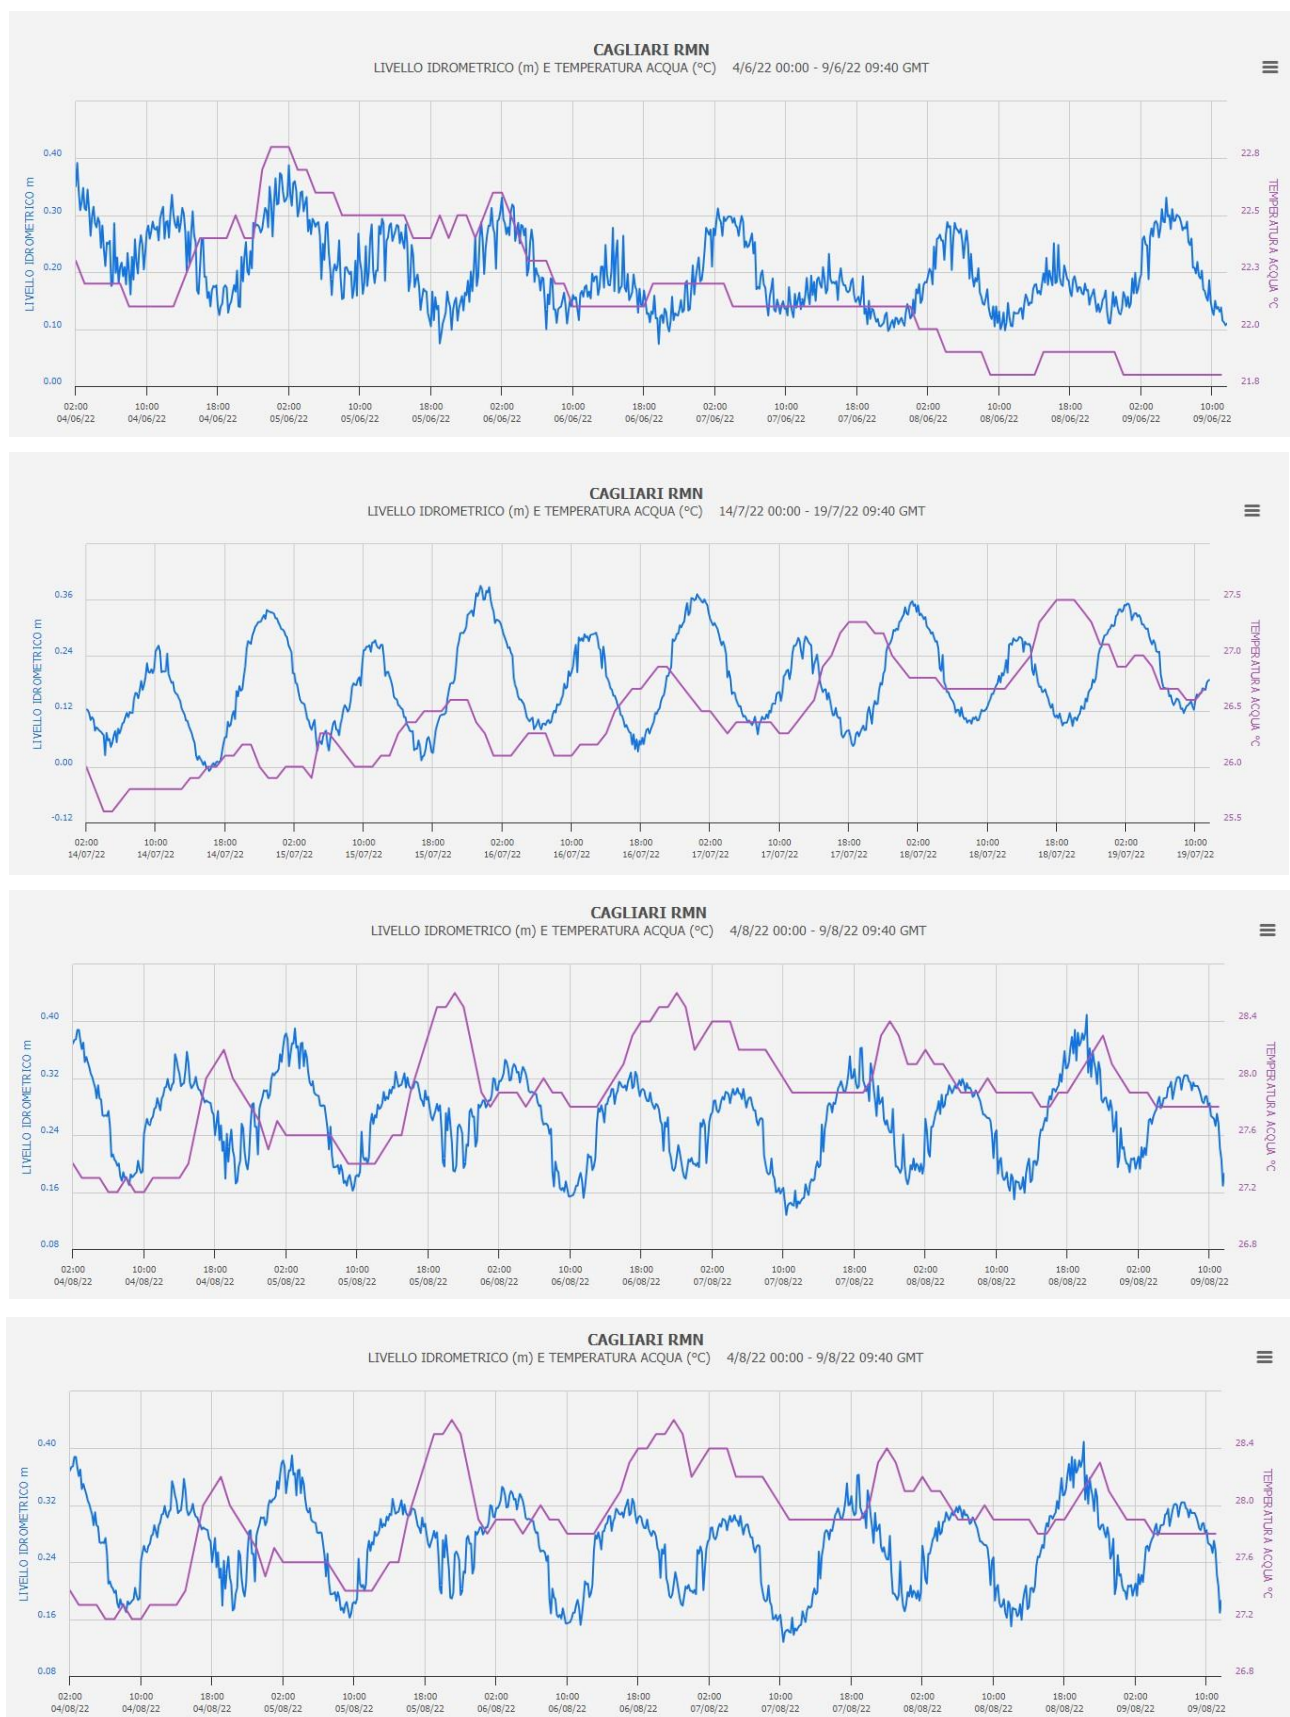 CAGLIARI RMN
LIVELLO IDROMETRICO (m) E TEMPERATURA ACQUA (°C) 4/6/22 00:00 - 9/6/22 09:40 GMT
LIVELLO IDROMETRICO m
0.40
0.30
0.20
0.10
0.00
22.8
22.5
22.3
22.0
21.8
TEMPERATURA ACQUA °C
02:00 10:00 18:00 02:00 10:00 18:00 02:00 10:00 18:00 02:00 10:00 18:00 02:00 10:00 18:00 02:00 10:00
04/06/22 04/06/22 04/06/22 05/06/22 05/06/22 05/06/22 06/06/22 06/06/22 06/06/22 07/06/22 07/06/22 07/06/22 08/06/22 08/06/22 08/06/22 09/06/22 09/06/22
CAGLIARI RMN
LIVELLO IDROMETRICO (m) E TEMPERATURA ACQUA (°C) 14/7/22 00:00 - 19/7/22 09:40 GMT
LIVELLO IDROMETRICO m
0.36
0.24
0.12
0.00
-0.12
27.5
27.0
26.5
26.0
25.5
TEMPERATURA ACQUA °C
02:00 10:00 18:00 02:00 10:00 18:00 02:00 10:00 18:00 02:00 10:00 18:00 02:00 10:00 18:00 02:00 10:00
14/07/22 14/07/22 14/07/22 15/07/22 15/07/22 15/07/22 16/07/22 16/07/22 16/07/22 17/07/22 17/07/22 17/07/22 18/07/22 18/07/22 18/07/22 19/07/22 19/07/22
CAGLIARI RMN
LIVELLO IDROMETRICO (m) E TEMPERATURA ACQUA (°C) 4/8/22 00:00 - 9/8/22 09:40 GMT
LIVELLO IDROMETRICO m
0.40
0.32
0.24
0.16
0.08
28.4
28.0
27.6
27.2
26.8
TEMPERATURA ACQUA °C
02:00 10:00 18:00 02:00 10:00 18:00 02:00 10:00 18:00 02:00 10:00 18:00 02:00 10:00 18:00 02:00 10:00
04/08/22 04/08/22 04/08/22 05/08/22 05/08/22 05/08/22 06/08/22 06/08/22 06/08/22 07/08/22 07/08/22 07/08/22 08/08/22 08/08/22 08/08/22 09/08/22 09/08/22
CAGLIARI RMN
LIVELLO IDROMETRICO (m) E TEMPERATURA ACQUA (°C) 4/8/22 00:00 - 9/8/22 09:40 GMT
LIVELLO IDROMETRICO m
0.40
0.32
0.24
0.16
0.08
28.4
28.0
27.6
27.2
26.8
TEMPERATURA ACQUA °C
02:00 10:00 18:00 02:00 10:00 18:00 02:00 10:00 18:00 02:00 10:00 18:00 02:00 10:00 18:00 02:00 10:00
04/08/22 04/08/22 04/08/22 05/08/22 05/08/22 05/08/22 06/08/22 06/08/22 06/08/22 07/08/22 07/08/22 07/08/22 08/08/22 08/08/22 08/08/22 09/08/22 09/08/22